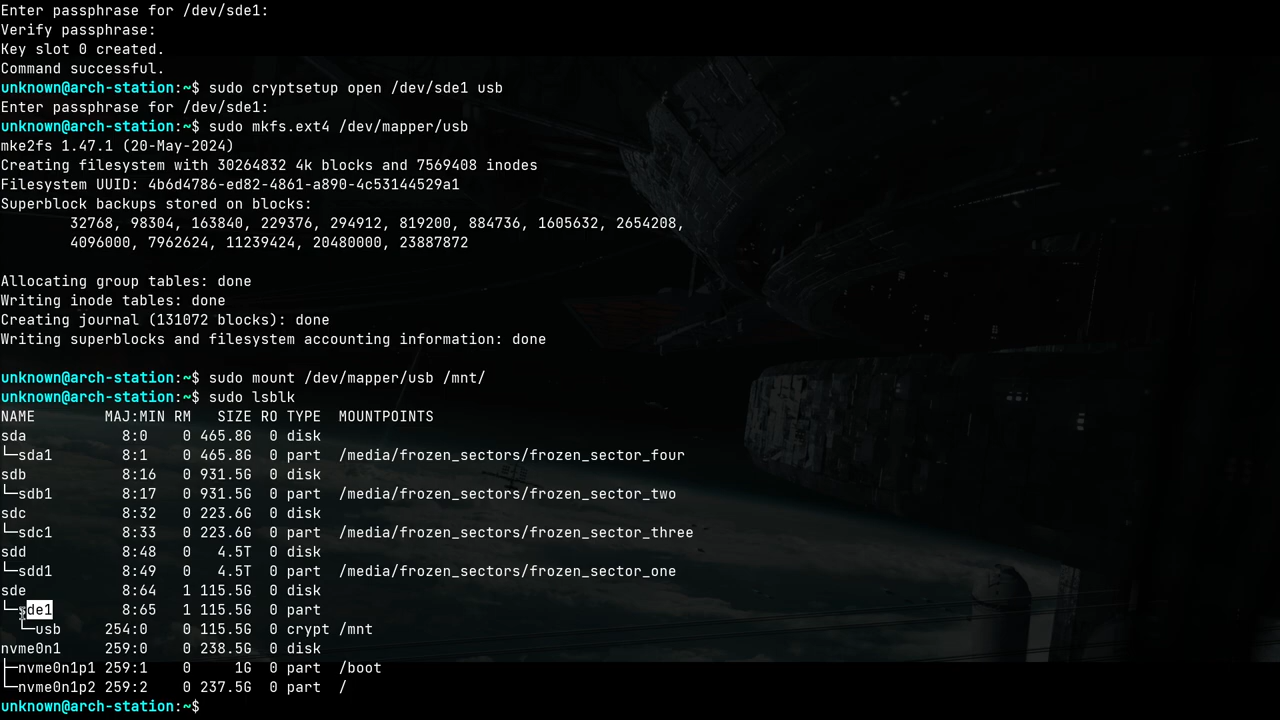 Enter passphrase for /dev/sde1:
Verify passphrase:
Key slot 0 created.
Command successful.
unknown@arch-station:~$ sudo cryptsetup open /dev/sde1 usb
Enter passphrase for /dev/sde1:
unknown@arch-station:~$ sudo mkfs.ext4 /dev/mapper/usb
mke2fs 1.47.1 (20-May-2024)
Creating filesystem with 30264832 4k blocks and 7569408 inodes
Filesystem UUID: 4b6d4786-ed82-4861-a890-4c53144529a1
Superblock backups stored on blocks:
        32768, 98304, 163840, 229376, 294912, 819200, 884736, 1605632, 2654208,
        4096000, 7962624, 11239424, 20480000, 23887872

Allocating group tables: done
Writing inode tables: done
Creating journal (131072 blocks): done
Writing superblocks and filesystem accounting information: done

unknown@arch-station:~$ sudo mount /dev/mapper/usb /mnt/
unknown@arch-station:~$ sudo lsblk
NAME        MAJ:MIN RM   SIZE RO TYPE  MOUNTPOINTS
sda           8:0    0 465.8G  0 disk
└─sda1        8:1    0 465.8G  0 part  /media/frozen_sectors/frozen_sector_four
sdb           8:16   0 931.5G  0 disk
└─sdb1        8:17   0 931.5G  0 part  /media/frozen_sectors/frozen_sector_two
sdc           8:32   0 223.6G  0 disk
└─sdc1        8:33   0 223.6G  0 part  /media/frozen_sectors/frozen_sector_three
sdd           8:48   0   4.5T  0 disk
└─sdd1        8:49   0   4.5T  0 part  /media/frozen_sectors/frozen_sector_one
sde           8:64   1 115.5G  0 disk
└─sde1        8:65   1 115.5G  0 part
  └─usb     254:0    0 115.5G  0 crypt /mnt
nvme0n1     259:0    0 238.5G  0 disk
├─nvme0n1p1 259:1    0     1G  0 part  /boot
└─nvme0n1p2 259:2    0 237.5G  0 part  /
unknown@arch-station:~$